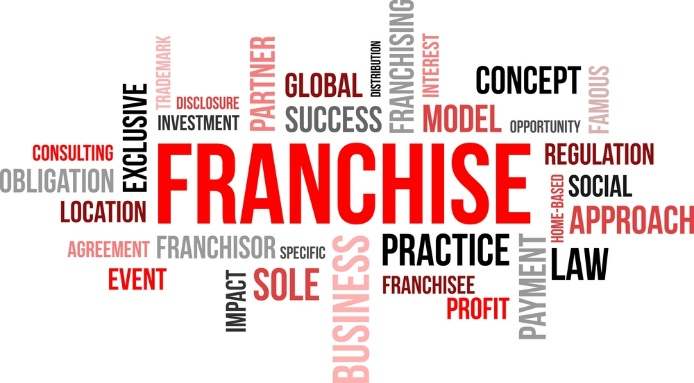 TRADEMARK
DISCLOSURE
PARTNER
GLOBAL
DISTRIBUTION
FRANCHISING
INTEREST
CONCEPT
FAMOUS
EXCLUSIVE
INVESTMENT
SUCCESS
MODEL
OPPORTUNITY
CONSULTING
OBLIGATION
LOCATION
FRANCHISE
REGULATION
HOME-BASED
SOCIAL
APPROACH
AGREEMENT
FRANCHISOR
SPECIFIC
BUSINESS
PRACTICE
PAYMENT
LAW
EVENT
IMPACT
SOLE
FRANCHISEE
PROFIT